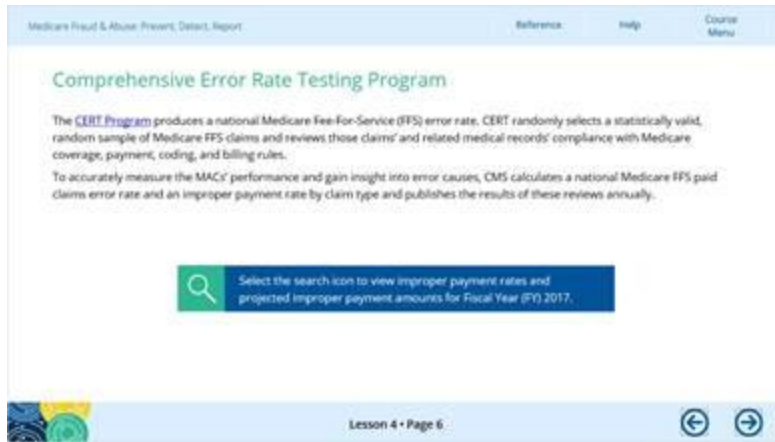 Medicare Fraud & Abuse: Prevent, Detect, Report
Reference
Help
Course
Menu
Comprehensive Error Rate Testing Program
The CERT Program produces a national Medicare Fee-For-Service (FFS) error rate. CERT randomly selects a statistically valid,
random sample of Medicare FFS claims and reviews those claims' and related medical records' compliance with Medicare
coverage, payment, coding, and billing rules.
To accurately measure the MACs' performance and gain insight into error causes, CMS calculates a national Medicare FFS paid
claims error rate and an improper payment rate by claim type and publishes the results of these reviews annually.
Select the search icon to view improper payment rates and
projected improper payment amounts for Fiscal Year (FY) 2017.
Lesson 4 • Page 6